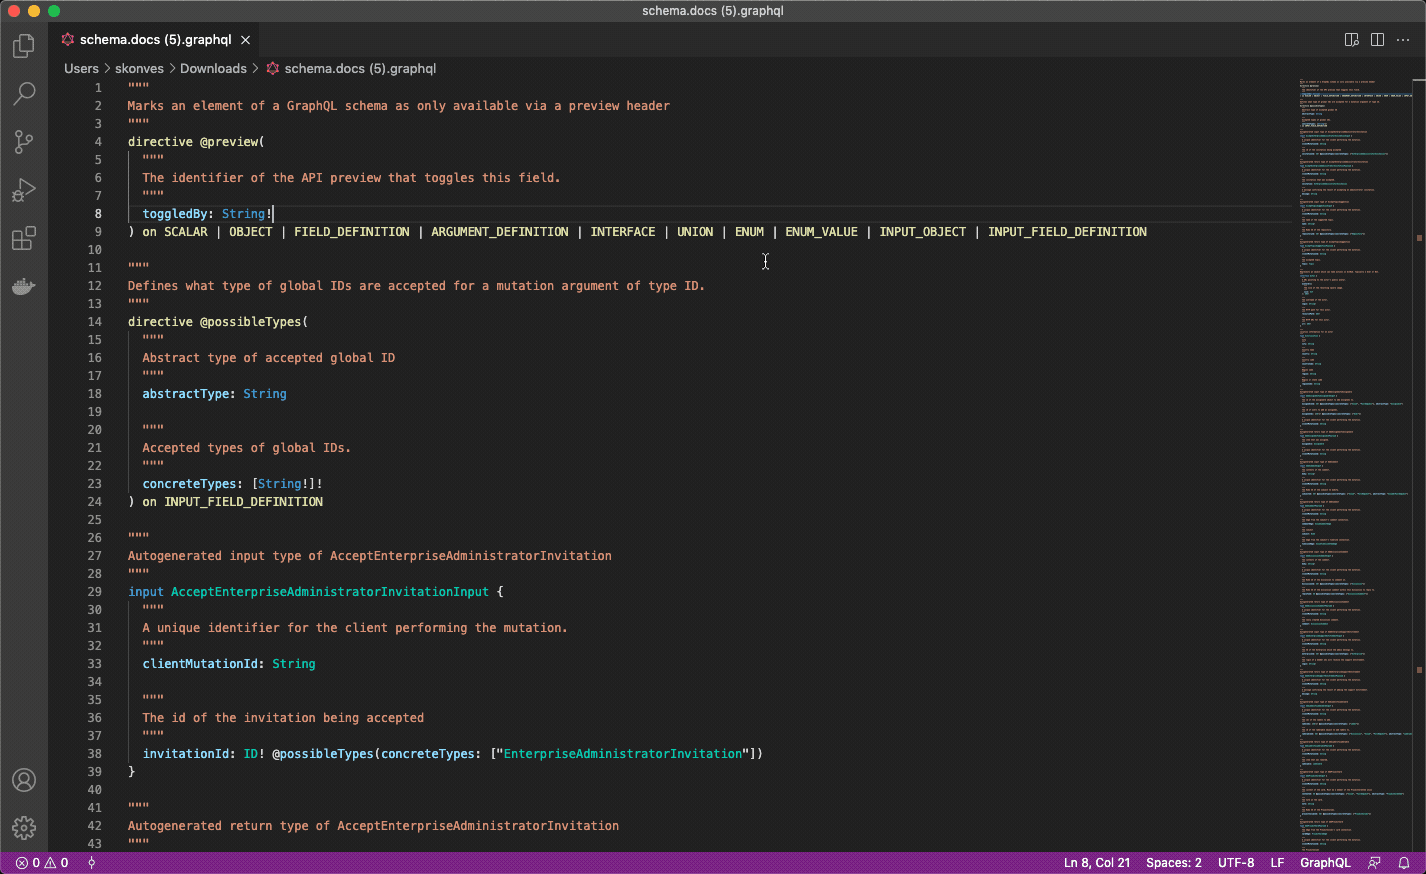 schema.docs (5).graphql
schema.docs (5).graphql
Users > skonves > Downloads > schema.docs (5).graphql
1 """
2 Marks an element of a GraphQL schema as only available via a preview header
3 """
4 directive @preview(
5 """
6 The identifier of the API preview that toggles this field.
7 """
8 toggledBy: String!
9 ) on SCALAR | OBJECT | FIELD_DEFINITION | ARGUMENT_DEFINITION | INTERFACE | UNION | ENUM | ENUM_VALUE | INPUT_OBJECT | INPUT_FIELD_DEFINITION
10
11 """
12 Defines what type of global IDs are accepted for a mutation argument of type ID.
13 """
14 directive @possibleTypes(
15 """
16 Abstract type of accepted global ID
17 """
18 abstractType: String
19
20 """
21 Accepted types of global IDs.
22 """
23 concreteTypes: [String!]!
24 ) on INPUT_FIELD_DEFINITION
25
26 """
27 Autogenerated input type of AcceptEnterpriseAdministratorInvitation
28 """
29 input AcceptEnterpriseAdministratorInvitationInput {
30 """
31 A unique identifier for the client performing the mutation.
32 """
33 clientMutationId: String
34
35 """
36 The id of the invitation being accepted
37 """
38 invitationId: ID! @possibleTypes(concreteTypes: ["EnterpriseAdministratorInvitation"])
39 }
40
41 """
42 Autogenerated return type of AcceptEnterpriseAdministratorInvitation
43 """
0 0 Ln 8, Col 21 Spaces: 2 UTF-8 LF GraphQL